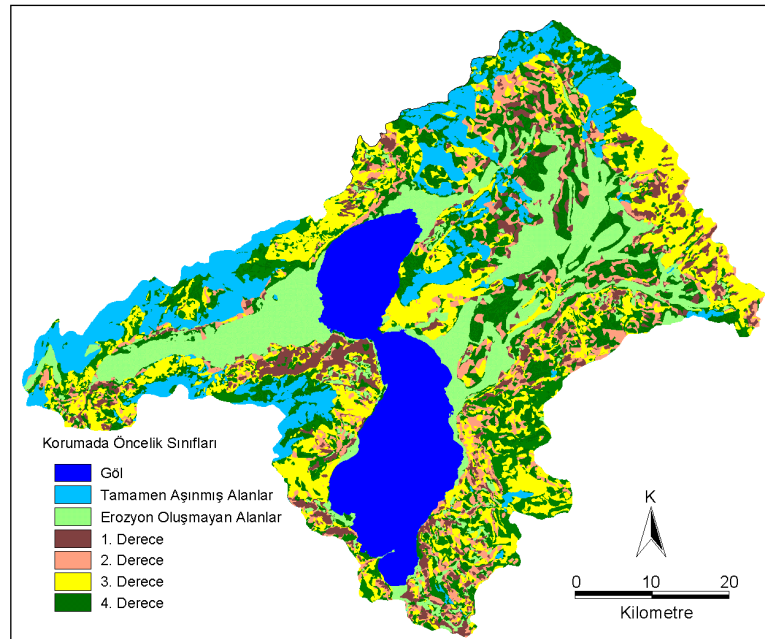 Korumada Öncelik Sınıfları
Göl
Tamamen Aşınmış Alanlar
Erozyon Oluşmayan Alanlar
1. Derece
2. Derece
3. Derece
4. Derece
K
0 10 20
Kilometre